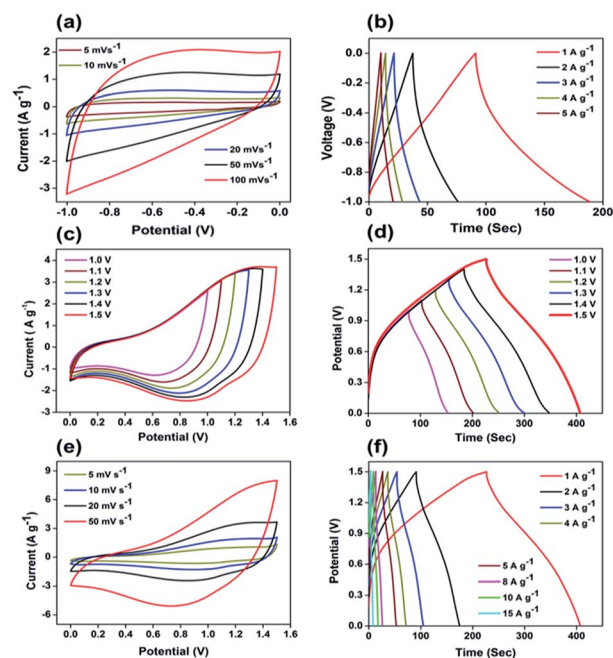 (a)
5 mVs-1
10 mVs-1
20 mVs-1
50 mVs-1
100 mVs-1
Current (A g-1)
2
1
0
-1
-2
-3
-1.0 -0.8 -0.6 -0.4 -0.2 0.0
Potential (V)
(b)
1 A g-1
2 A g-1
3 A g-1
4 A g-1
5 A g-1
Voltage (V)
0.0
-0.2
-0.4
-0.6
-0.8
-1.0
0 50 100 150 200
Time (Sec)
(c)
1.0 V
1.1 V
1.2 V
1.3 V
1.4 V
1.5 V
Current ( A g-1)
4
3
2
1
0
-1
-2
-3
0.0 0.2 0.4 0.6 0.8 1.0 1.2 1.4 1.6
Potential (V)
(d)
1.0 V
1.1 V
1.2 V
1.3 V
1.4 V
1.5 V
Potential (V)
1.5
1.2
0.9
0.6
0.3
0.0
0 100 200 300 400
Time (Sec)
(e)
5 mV s-1
10 mV s-1
20 mV s-1
50 mV s-1
Current (A g-1)
9
6
3
0
-3
-6
0.0 0.2 0.4 0.6 0.8 1.0 1.2 1.4 1.6
Potential (V)
(f)
1 A g-1
2 A g-1
3 A g-1
4 A g-1
5 A g-1
8 A g-1
10 A g-1
15 A g-1
Potential (V)
1.5
1.2
0.9
0.6
0.3
0.0
0 100 200 300 400
Time (Sec)